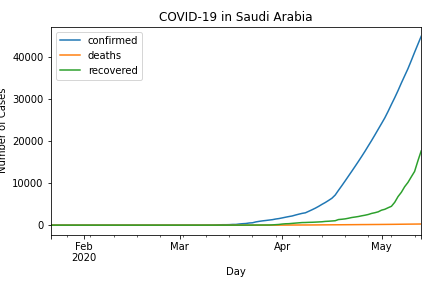 COVID-19 in Saudi Arabia
confirmed
deaths
recovered
Number of Cases
40000
30000
20000
10000
0
Feb
2020
Mar
Apr
May
Day